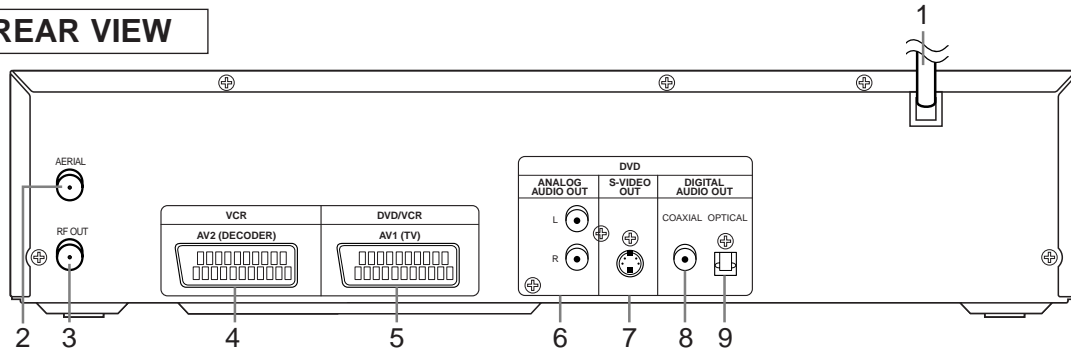 REAR VIEW
1
AERIAL
RF OUT
VCR
DVD/VCR
AV2 (DECODER)
AV1 (TV)
DVD
ANALOG
AUDIO OUT
S-VIDEO
OUT
DIGITAL
AUDIO OUT
L
R
COAXIAL OPTICAL
2 3 4 5 6 7 8 9